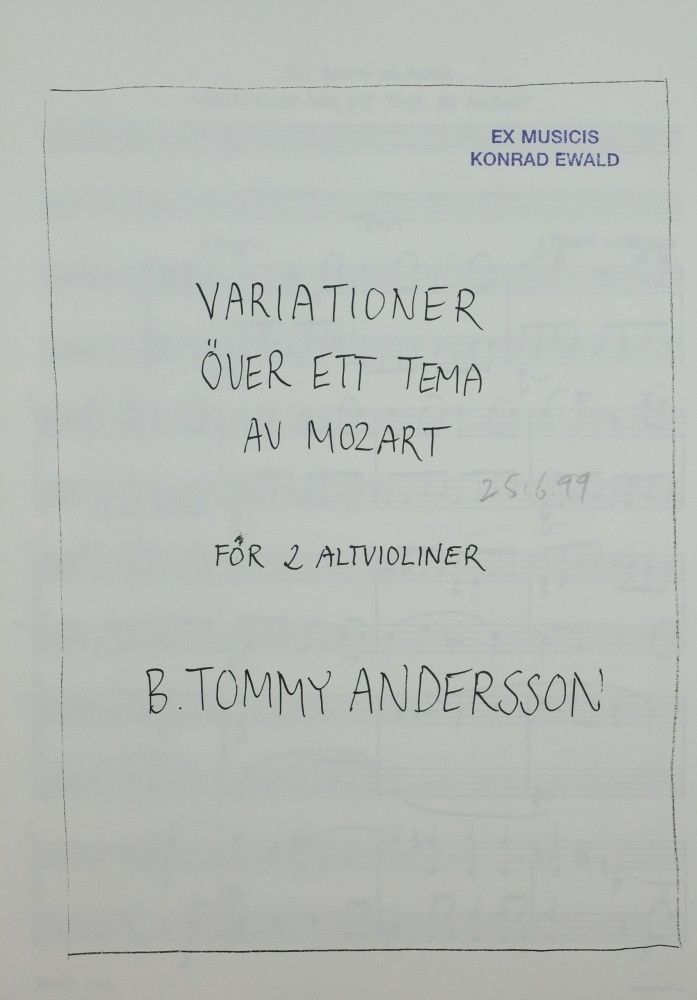 EX MUSICIS
KONRAD EWALD
VARIATIONER
ÖVER ETT TEMA
AV MOZART
25.6.99
FÖR 2 ALTVIOLINER
B. TOMMY ANDERSSON